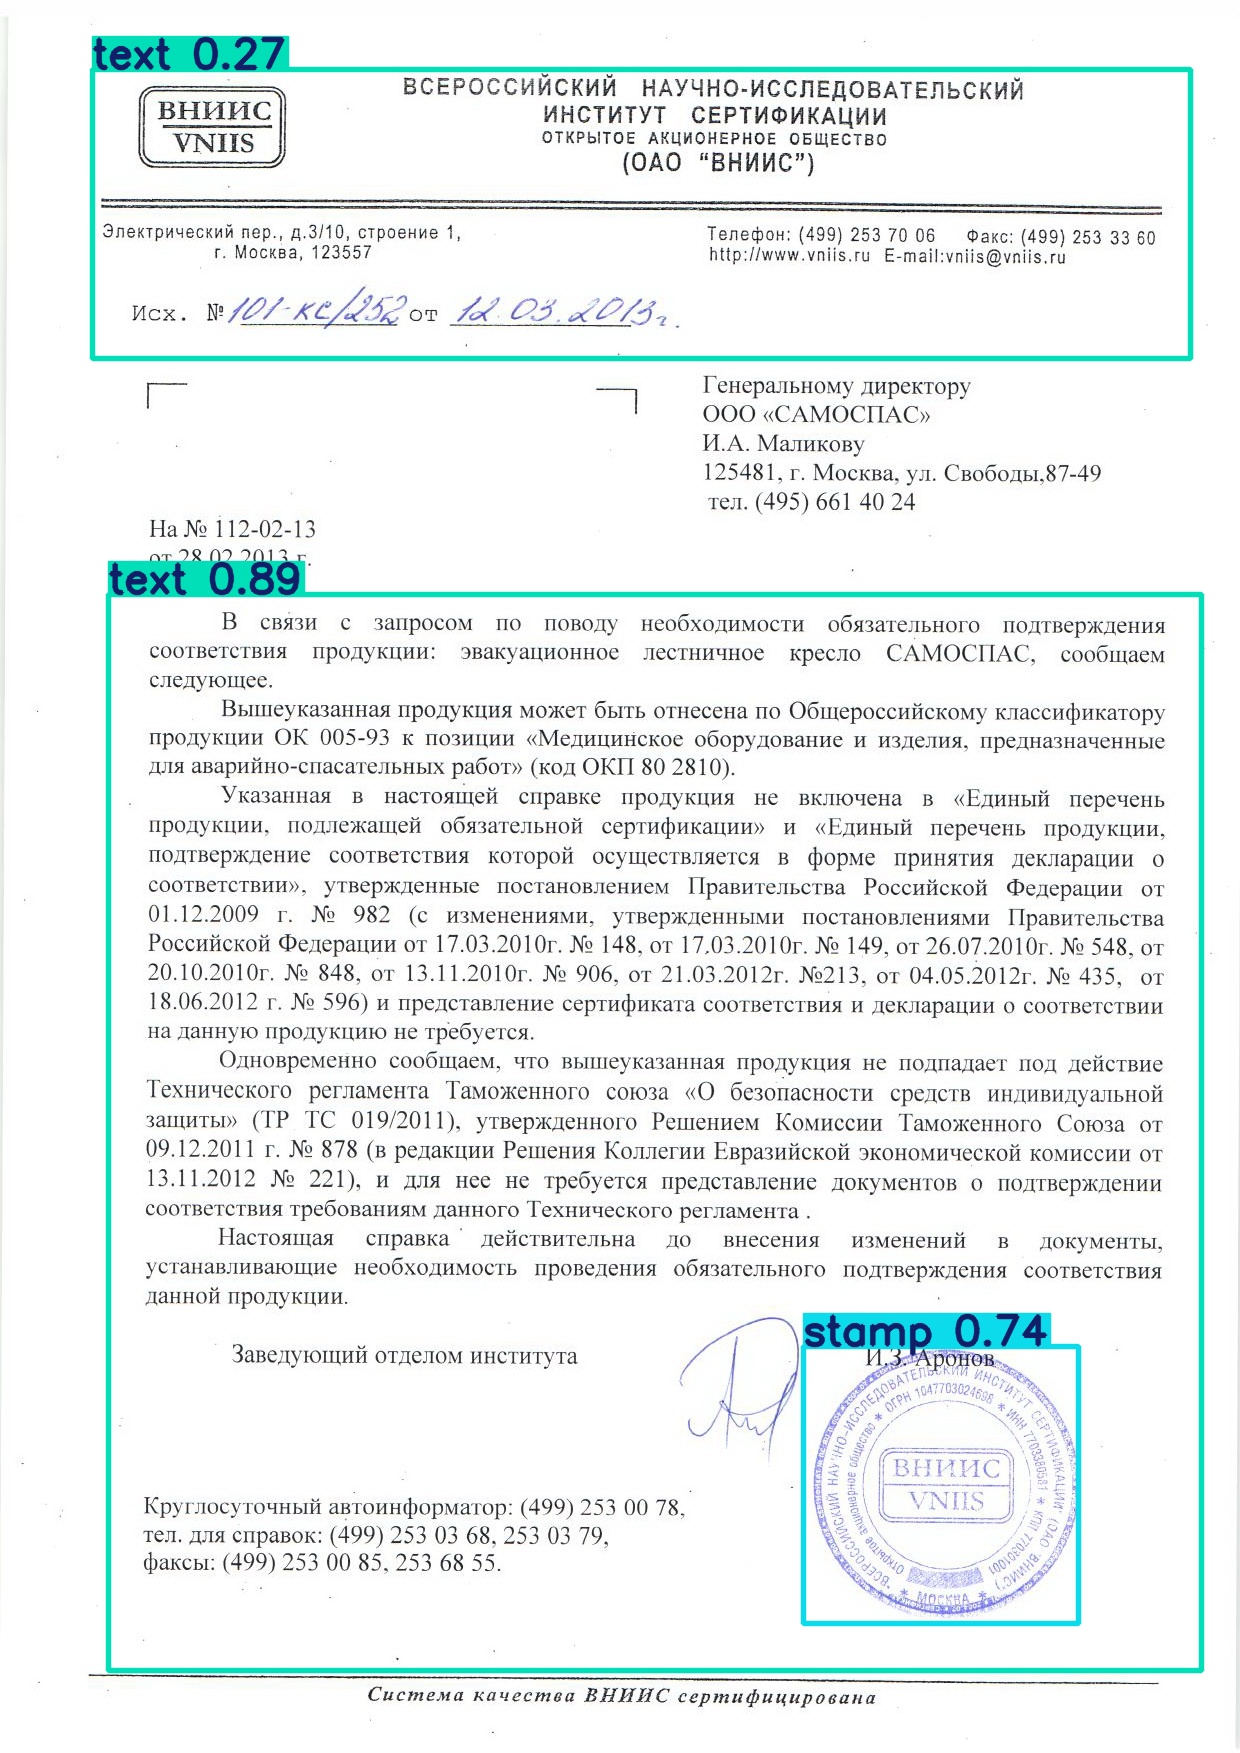 text 0.27
ВНИИС
VNIIS
ВСЕРОССИЙСКИЙ НАУЧНО-ИССЛЕДОВАТЕЛЬСКИЙ
ИНСТИТУТ СЕРТИФИКАЦИИ
ОТКРЫТОЕ АКЦИОНЕРНОЕ ОБЩЕСТВО
(ОАО "ВНИИС")
Электрический пер., д.3/10, строение 1,
г. Москва, 123557
Телефон: (499) 253 70 06 Факс: (499) 253 33 60
http://www.vniis.ru E-mail:vniis@vniis.ru
Исх. № 101-КС/252 от 12.03.2013г.
Генеральному директору
ООО «САМОСПАС»
И.А. Маликову
125481, г. Москва, ул. Свободы,87-49
тел. (495) 661 40 24
На № 112-02-13
от 28.02.2013 г.
text 0.89
В связи с запросом по поводу необходимости обязательного подтверждения
соответствия продукции: эвакуационное лестничное кресло САМОСПАС, сообщаем
следующее.
Вышеуказанная продукция может быть отнесена по Общероссийскому классификатору
продукции ОК 005-93 к позиции «Медицинское оборудование и изделия, предназначенные
для аварийно-спасательных работ» (код ОКП 80 2810).
Указанная в настоящей справке продукция не включена в «Единый перечень
продукции, подлежащей обязательной сертификации» и «Единый перечень продукции,
подтверждение соответствия которой осуществляется в форме принятия декларации о
соответствии», утвержденные постановлением Правительства Российской Федерации от
01.12.2009 г. № 982 (с изменениями, утвержденными постановлениями Правительства
Российской Федерации от 17.03.2010г. № 148, от 17.03.2010г. № 149, от 26.07.2010г. № 548, от
20.10.2010г. № 848, от 13.11.2010г. № 906, от 21.03.2012г. №213, от 04.05.2012г. № 435, от
18.06.2012 г. № 596) и представление сертификата соответствия и декларации о соответствии
на данную продукцию не требуется.
Одновременно сообщаем, что вышеуказанная продукция не подпадает под действие
Технического регламента Таможенного союза «О безопасности средств индивидуальной
защиты» (ТР ТС 019/2011), утвержденного Решением Комиссии Таможенного Союза от
09.12.2011 г. № 878 (в редакции Решения Коллегии Евразийской экономической комиссии от
13.11.2012 № 221), и для нее не требуется представление документов о подтверждении
соответствия требованиям данного Технического регламента .
Настоящая справка действительна до внесения изменений в документы,
устанавливающие необходимость проведения обязательного подтверждения соответствия
данной продукции.
stamp 0.74
Заведующий отделом института
И.З. Аронов
ВСЕРОССИЙСКИЙ НАУЧНО-ИССЛЕДОВАТЕЛЬСКИЙ ИНСТИТУТ СЕРТИФИКАЦИИ (ОАО ВНИИС)
* МОСКВА *
Открытое акционерное общество * ОГРН 1047703024698 * ИНН 7703380581 * КПП 770301001
ВНИИС
VNIIS
Круглосуточный автоинформатор: (499) 253 00 78,
тел. для справок: (499) 253 03 68, 253 03 79,
факсы: (499) 253 00 85, 253 68 55.
Система качества ВНИИС сертифицирована